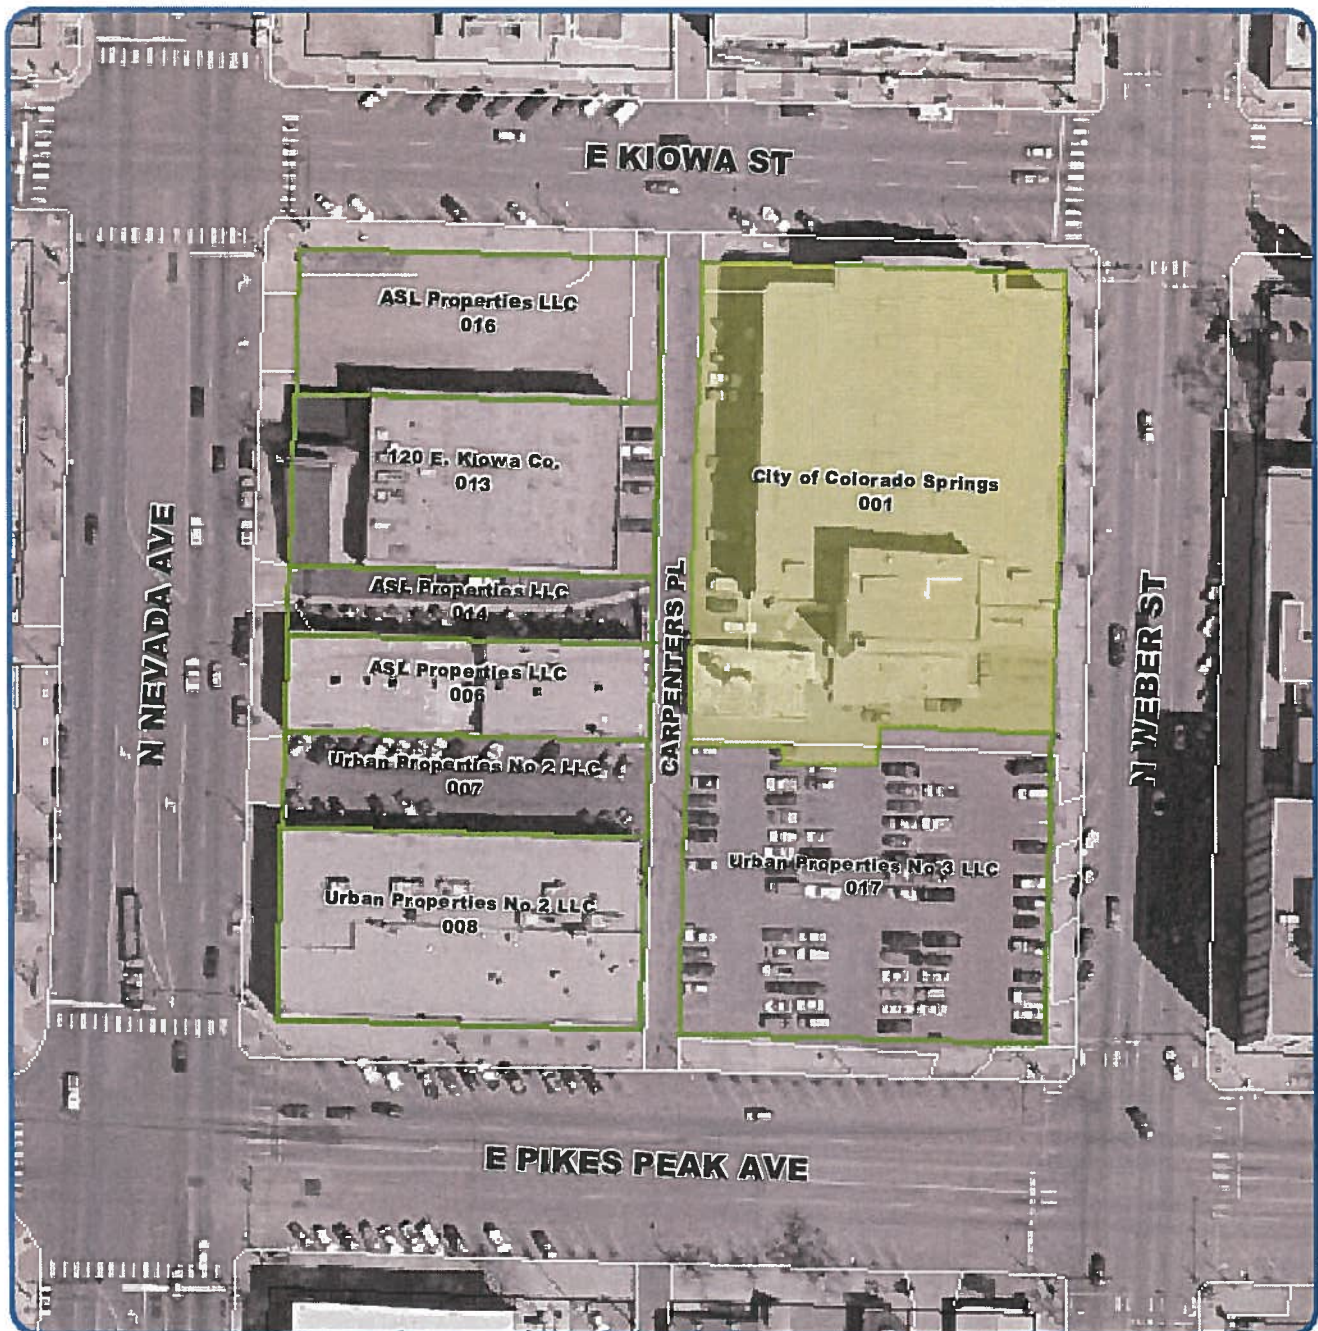 E KIOWA ST
ASL Properties LLC
016
120 E. Kiowa Co.
013
City of Colorado Springs
001
ASL Properties LLC
014
ASL Properties LLC
006
N NEVADA AVE
CARPENTERS PL
N WEBER ST
Urban Properties No 2 LLC
007
Urban Properties No 3 LLC
017
Urban Properties No 2 LLC
008
E PIKES PEAK AVE